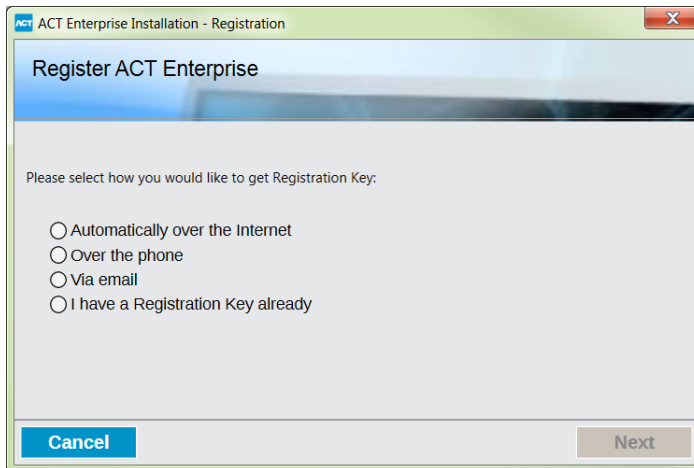 ACT ACT Enterprise Installation - Registration
Register ACT Enterprise
Please select how you would like to get Registration Key:
Automatically over the Internet
Over the phone
Via email
I have a Registration Key already
Cancel Next